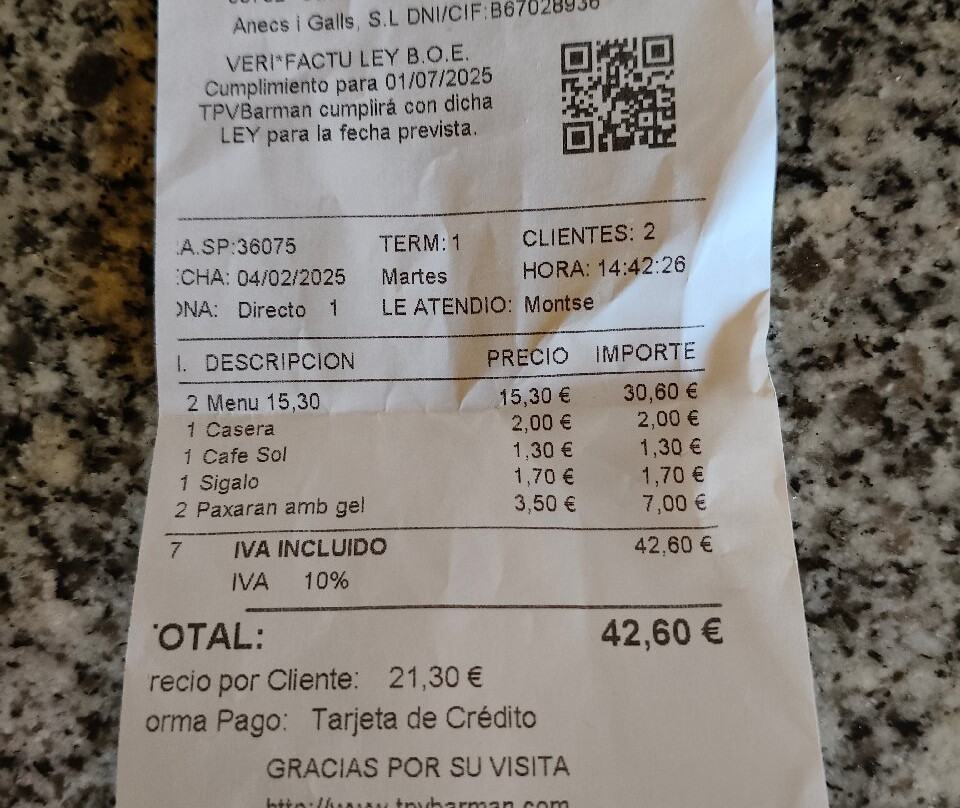 Anecs i Galls, S.L DNI/CIF:B67028936
VERI*FACTU LEY B.O.E.
Cumplimiento para 01/07/2025
TPVBarman cumplirá con dicha
LEY para la fecha prevista.
.A.SP:36075 TERM:1 CLIENTES: 2
CHA: 04/02/2025 Martes HORA: 14:42:26
ONA: Directo 1 LE ATENDIO: Montse
. DESCRIPCION PRECIO IMPORTE
2 Menu 15,30 15,30 € 30,60 €
1 Casera 2,00 € 2,00 €
1 Cafe Sol 1,30 € 1,30 €
1 Sigalo 1,70 € 1,70 €
2 Paxaran amb gel 3,50 € 7,00 €
7 IVA INCLUIDO 42,60 €
IVA 10%
OTAL: 42,60 €
recio por Cliente: 21,30 €
orma Pago: Tarjeta de Crédito
GRACIAS POR SU VISITA
http://www.tpvbarman.com